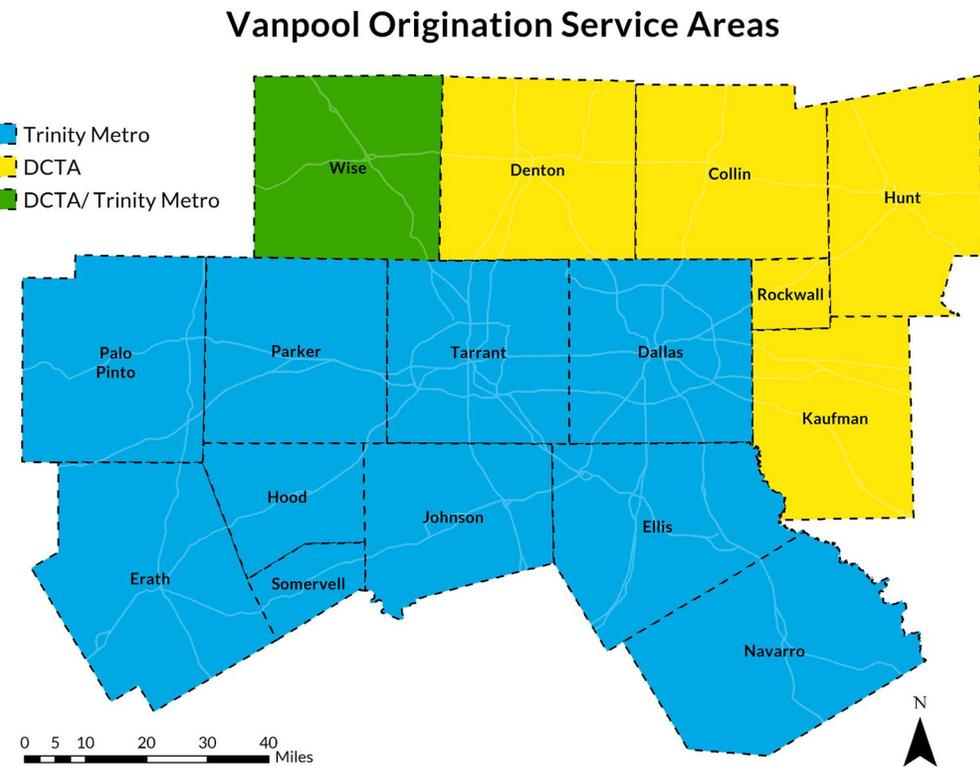 Vanpool Origination Service Areas
Trinity Metro
DCTA
DCTA/ Trinity Metro
Wise
Denton
Collin
Hunt
Rockwall
Palo
Pinto
Parker
Tarrant
Dallas
Kaufman
Hood
Johnson
Ellis
Erath
Somervell
Navarro
N
0 5 10 20 30 40
Miles